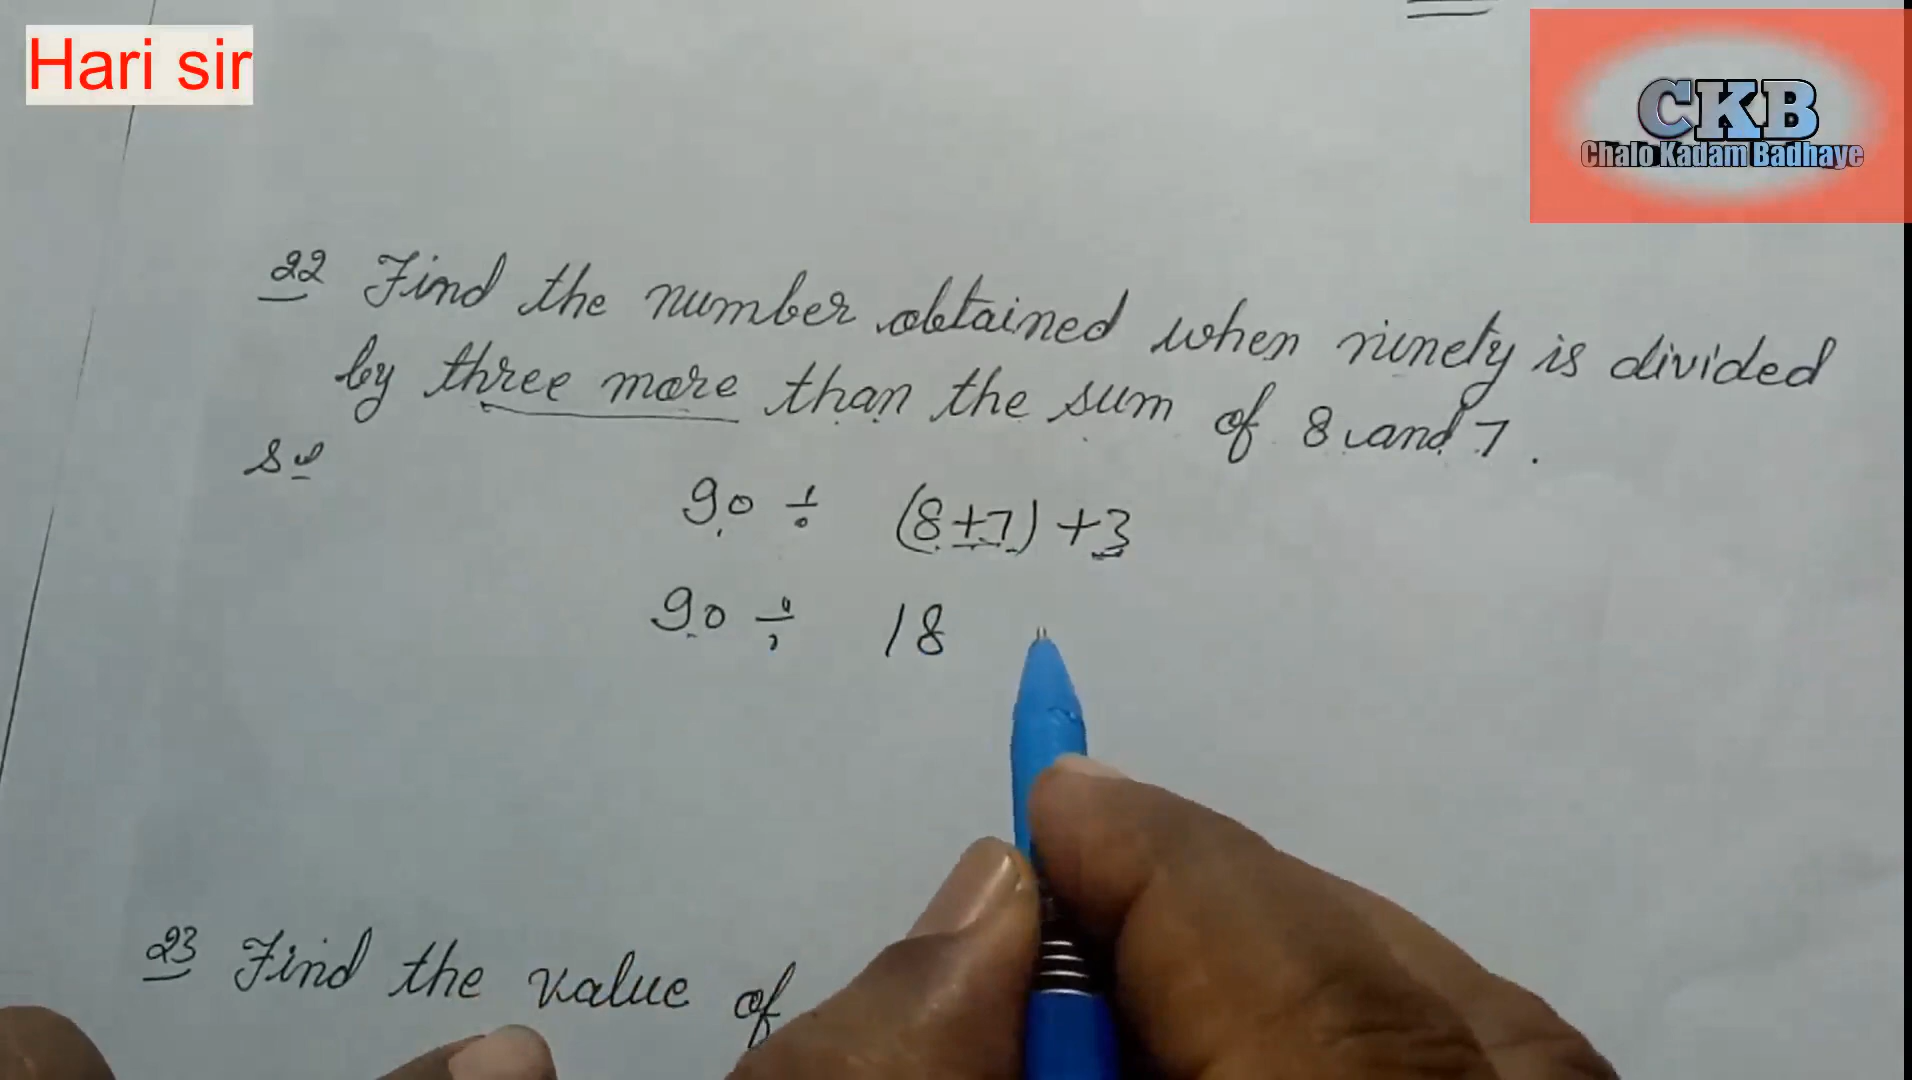 Hari sir
CKB
Chalo Kadam Badhaye
22 Find the number obtained when ninety is divided
by three more than the sum of 8 and 7.
Sol
90 ÷ (8+7) +3
90 ÷ 18
23 Find the value of